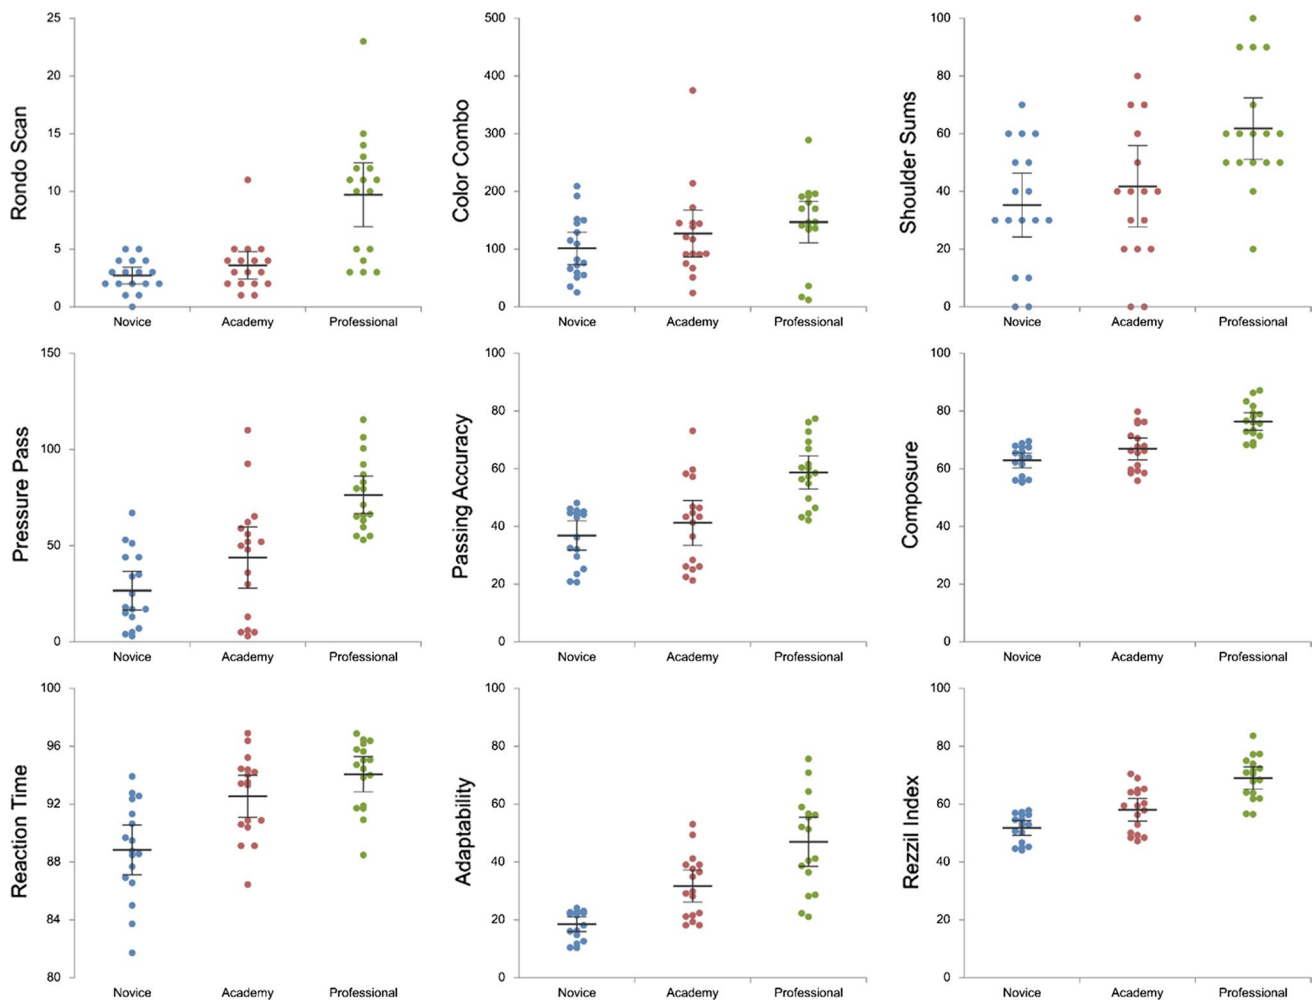 Rondo Scan
25
20
15
10
5
0
Novice Academy Professional
Color Combo
500
400
300
200
100
0
Novice Academy Professional
Shoulder Sums
100
80
60
40
20
0
Novice Academy Professional
Pressure Pass
150
100
50
0
Novice Academy Professional
Passing Accuracy
100
80
60
40
20
0
Novice Academy Professional
Composure
100
80
60
40
20
0
Novice Academy Professional
Reaction Time
100
96
92
88
84
80
Novice Academy Professional
Adaptability
100
80
60
40
20
0
Novice Academy Professional
Rezzil Index
100
80
60
40
20
0
Novice Academy Professional